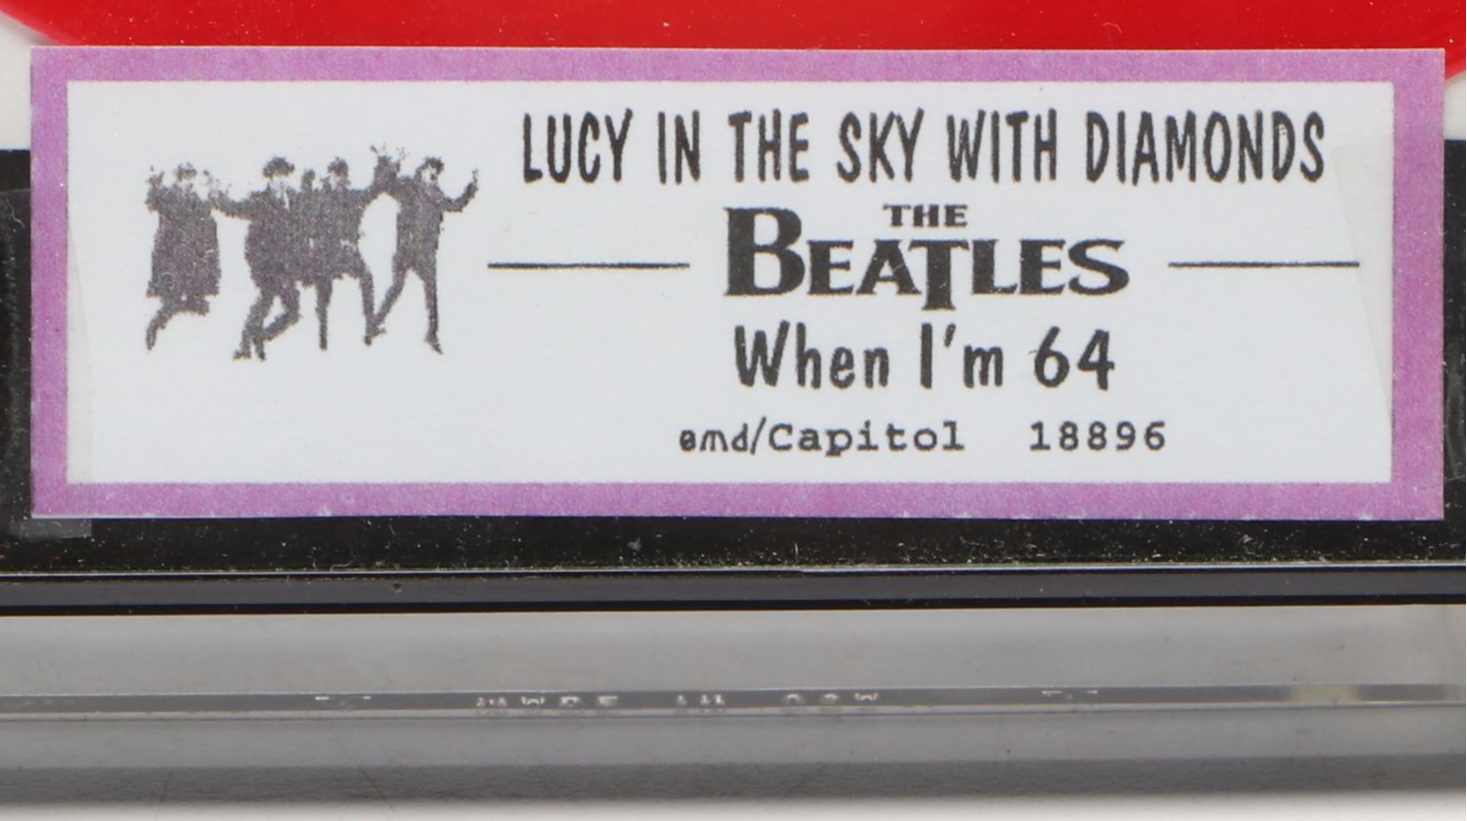 LUCY IN THE SKY WITH DIAMONDS
THE
BEATLES
When I'm 64
emd/Capitol 18896